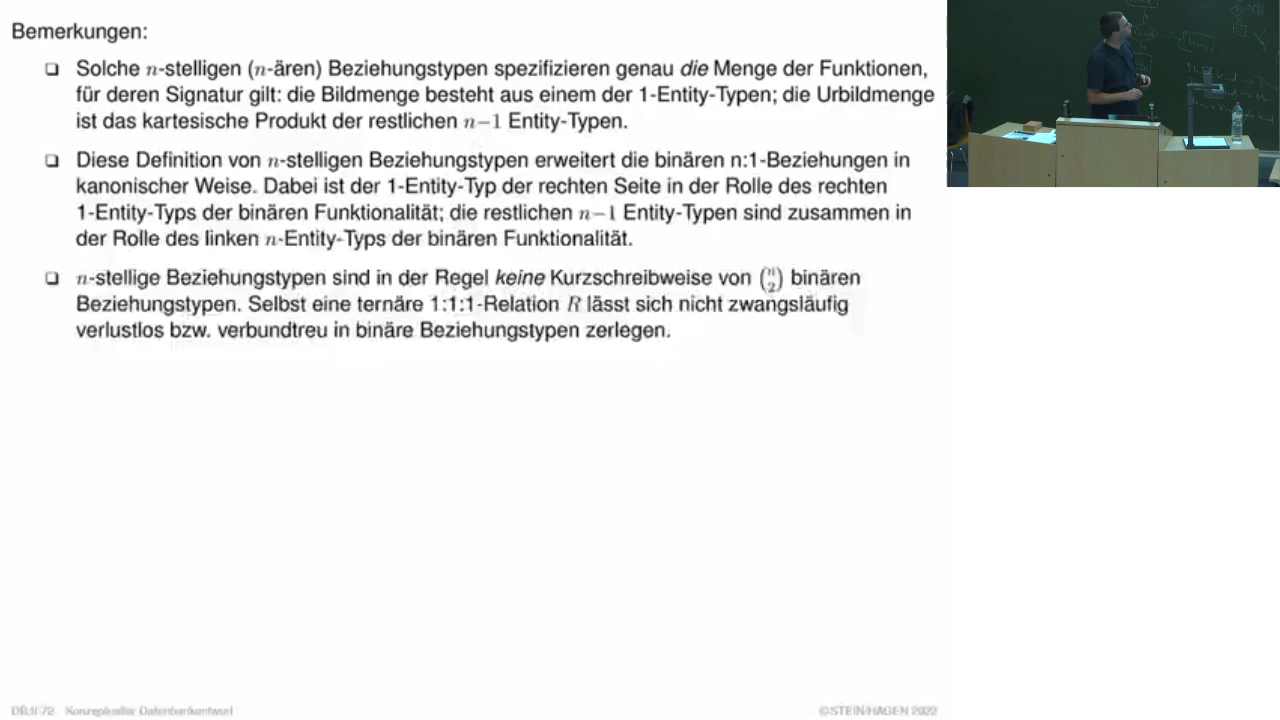 Bemerkungen:
❑ Solche n-stelligen (n-ären) Beziehungstypen spezifizieren genau die Menge der Funktionen,
für deren Signatur gilt: die Bildmenge besteht aus einem der 1-Entity-Typen; die Urbildmenge
ist das kartesische Produkt der restlichen n−1 Entity-Typen.
❑ Diese Definition von n-stelligen Beziehungstypen erweitert die binären n:1-Beziehungen in
kanonischer Weise. Dabei ist der 1-Entity-Typ der rechten Seite in der Rolle des rechten
1-Entity-Typs der binären Funktionalität; die restlichen n−1 Entity-Typen sind zusammen in
der Rolle des linken n-Entity-Typs der binären Funktionalität.
❑ n-stellige Beziehungstypen sind in der Regel keine Kurzschreibweise von (n 2) binären
Beziehungstypen. Selbst eine ternäre 1:1:1-Relation R lässt sich nicht zwangsläufig
verlustlos bzw. verbundtreu in binäre Beziehungstypen zerlegen.
DB:II-72 Konzeptueller Datenbankentwurf
©STEIN/HAGEN 2022